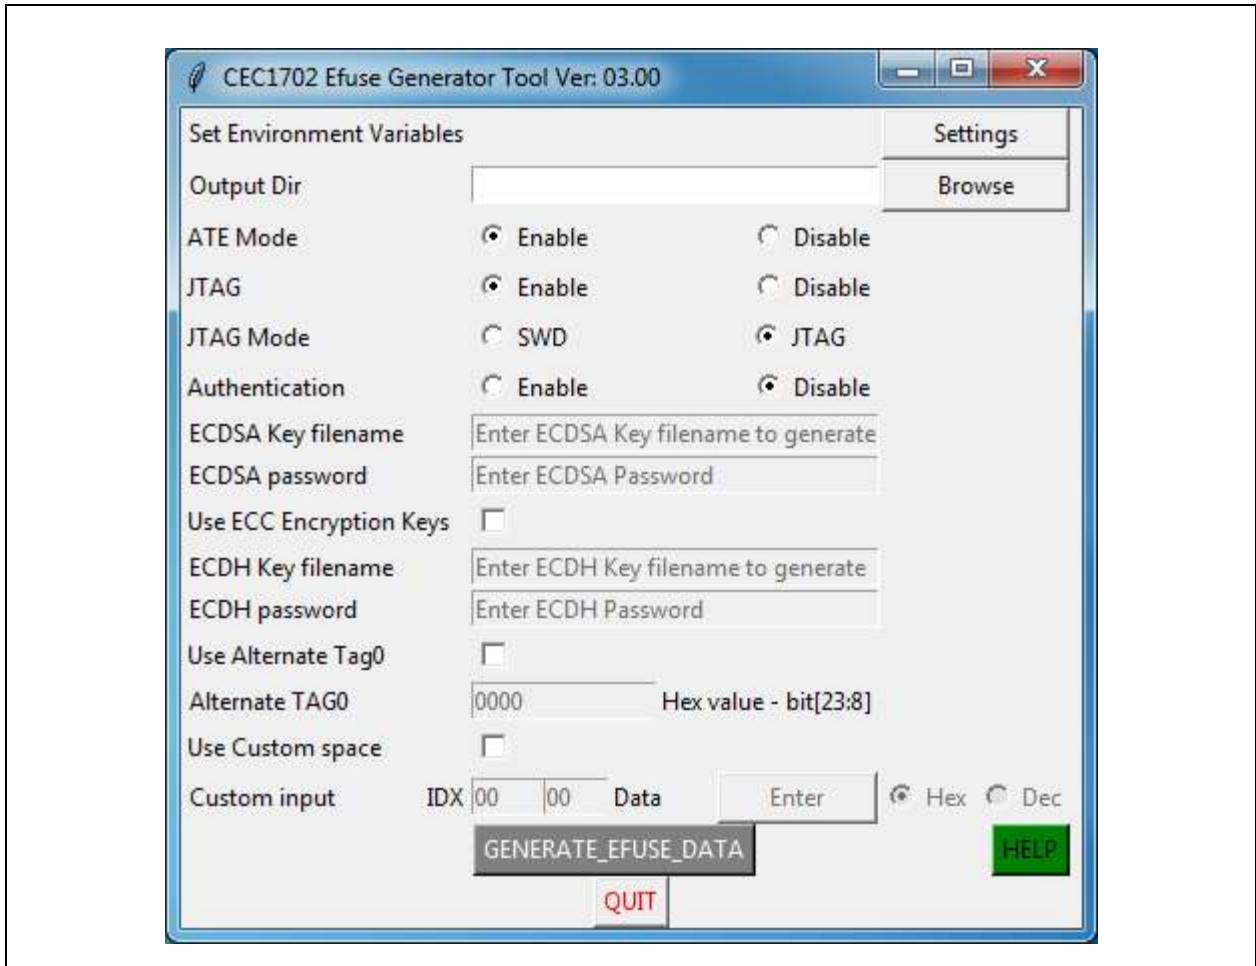 CEC1702 Efuse Generator Tool Ver: 03.00
Set Environment Variables Settings
Output Dir Browse
ATE Mode Enable Disable
JTAG Enable Disable
JTAG Mode SWD JTAG
Authentication Enable Disable
ECDSA Key filename Enter ECDSA Key filename to generate
ECDSA password Enter ECDSA Password
Use ECC Encryption Keys
ECDH Key filename Enter ECDH Key filename to generate
ECDH password Enter ECDH Password
Use Alternate Tag0
Alternate TAG0 0000 Hex value - bit[23:8]
Use Custom space
Custom input IDX 00 00 Data Enter Hex Dec
GENERATE_EFUSE_DATA HELP
QUIT